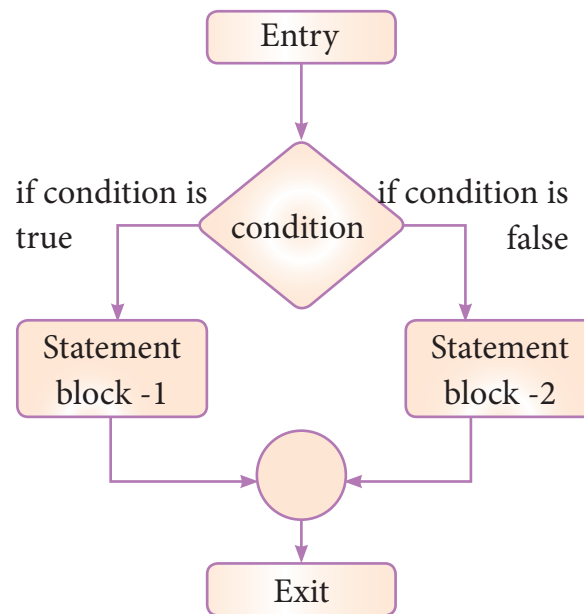 Entry
if condition is
true
condition
if condition is
false
Statement
block -1
Statement
block -2
Exit